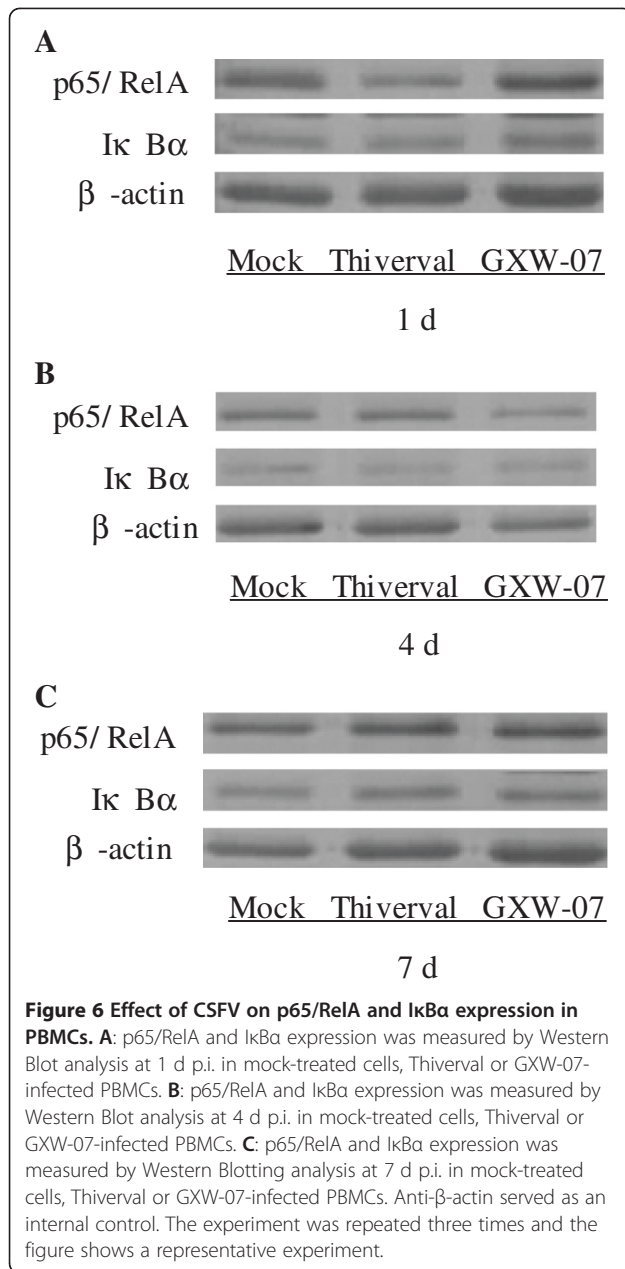 A
p65/ RelA
Iκ Bα
β -actin
Mock Thiverval GXW-07
1 d
B
p65/ RelA
Iκ Bα
β -actin
Mock Thiverval GXW-07
4 d
C
p65/ RelA
Iκ Bα
β -actin
Mock Thiverval GXW-07
7 d
Figure 6 Effect of CSFV on p65/RelA and IκBα expression in
PBMCs. A: p65/RelA and IκBα expression was measured by Western
Blot analysis at 1 d p.i. in mock-treated cells, Thiverval or GXW-07-
infected PBMCs. B: p65/RelA and IκBα expression was measured by
Western Blot analysis at 4 d p.i. in mock-treated cells, Thiverval or
GXW-07-infected PBMCs. C: p65/RelA and IκBα expression was
measured by Western Blotting analysis at 7 d p.i. in mock-treated
cells, Thiverval or GXW-07-infected PBMCs. Anti-β-actin served as an
internal control. The experiment was repeated three times and the
figure shows a representative experiment.